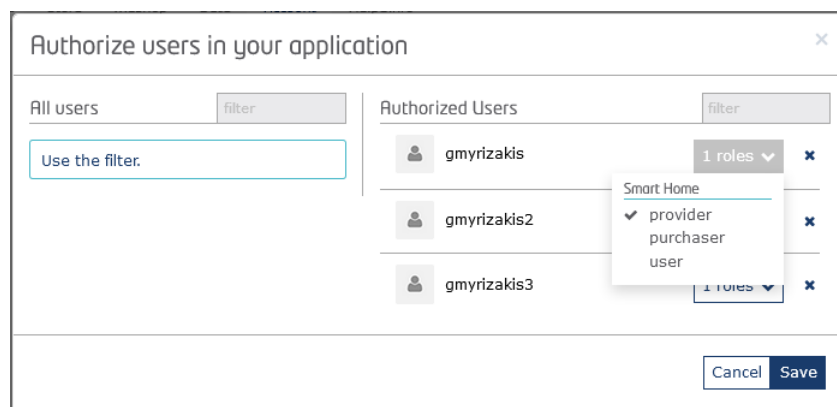 Authorize users in your application
×
All users
filter
Use the filter.
Authorized Users
filter
gmyrizakis
1 roles
Smart Home
provider
purchaser
user
gmyrizakis2
gmyrizakis3
1 roles
Cancel
Save